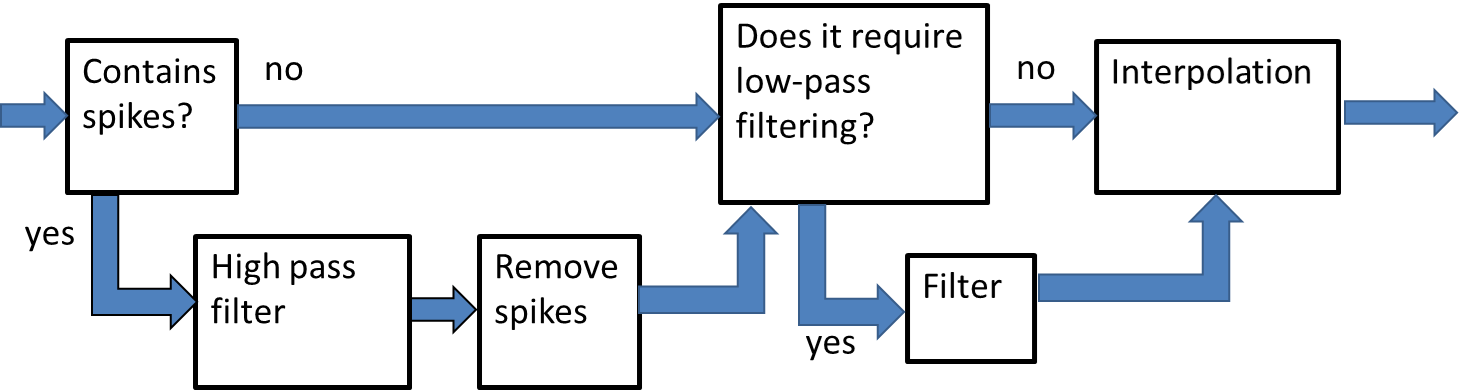 Contains
spikes?
no
Does it require
low-pass
filtering?
no
Interpolation
yes
High pass
filter
Remove
spikes
yes
Filter